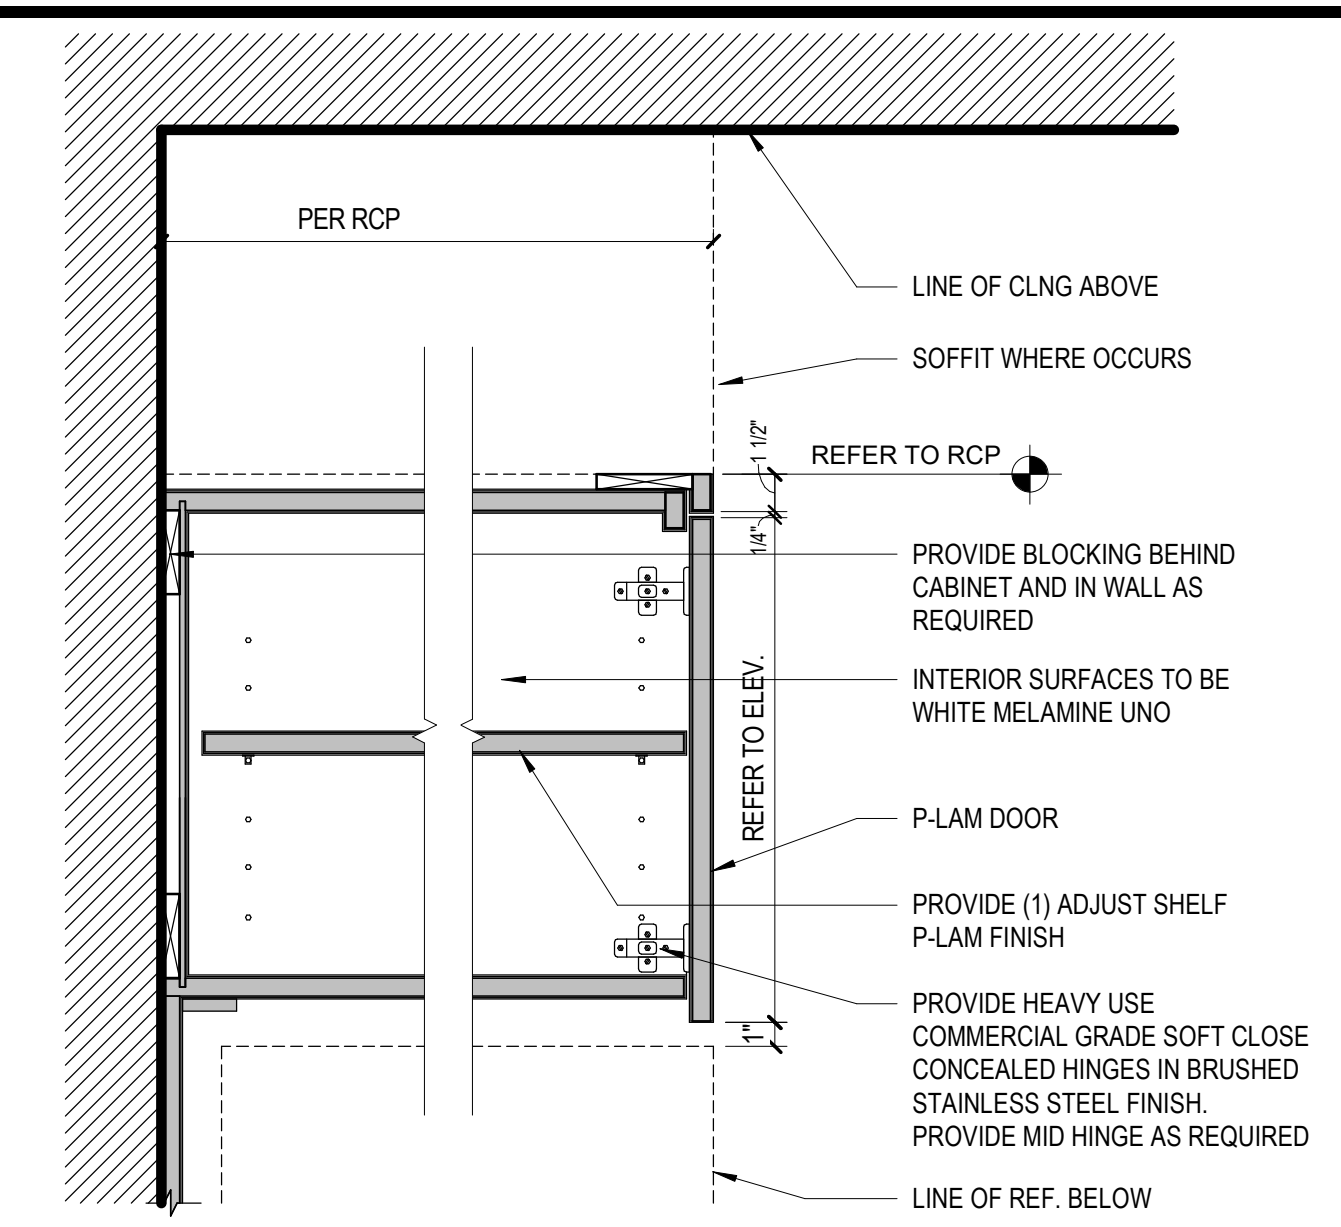 PER RCP
LINE OF CLNG ABOVE
SOFFIT WHERE OCCURS
1 1/2"
REFER TO RCP
1/4"
PROVIDE BLOCKING BEHIND
CABINET AND IN WALL AS
REQUIRED
REFER TO ELEV.
INTERIOR SURFACES TO BE
WHITE MELAMINE UNO
P-LAM DOOR
PROVIDE (1) ADJUST SHELF
P-LAM FINISH
PROVIDE HEAVY USE
COMMERCIAL GRADE SOFT CLOSE
CONCEALED HINGES IN BRUSHED
STAINLESS STEEL FINISH.
PROVIDE MID HINGE AS REQUIRED
1"
LINE OF REF. BELOW